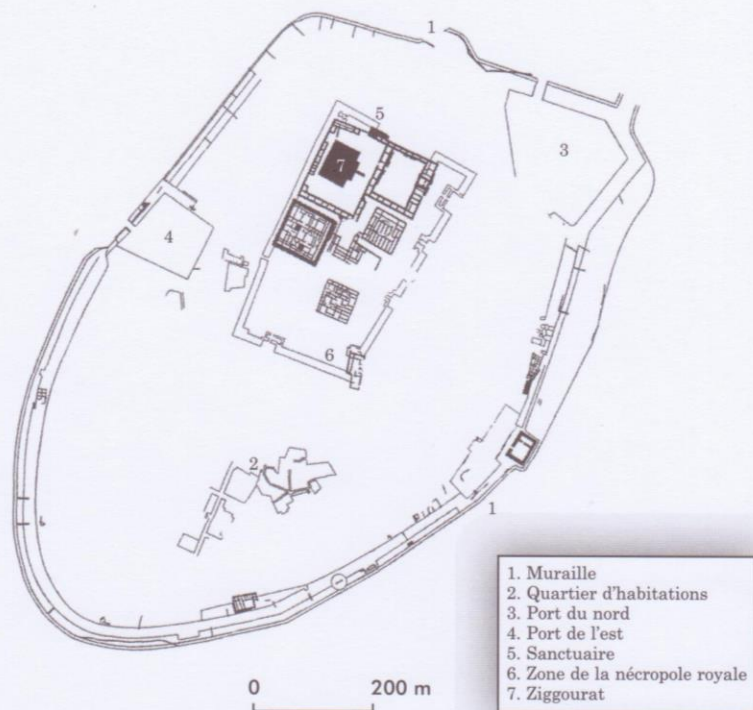 1
5
7
3
4
6
2
1
0 200 m
1. Muraille
2. Quartier d'habitations
3. Port du nord
4. Port de l'est
5. Sanctuaire
6. Zone de la nécropole royale
7. Ziggourat